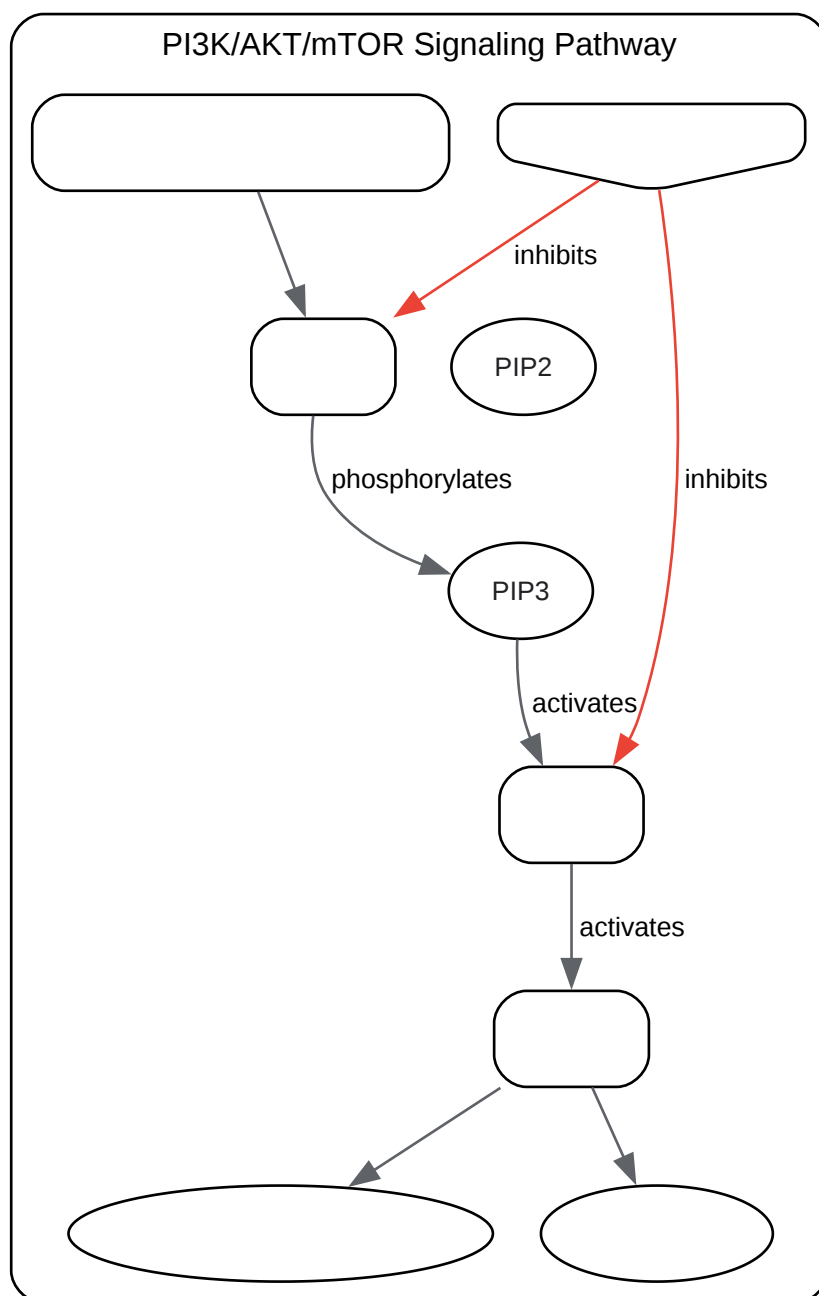 PI3K/AKT/mTOR Signaling Pathway
inhibits
PIP2
phosphorylates
inhibits
PIP3
activates
activates